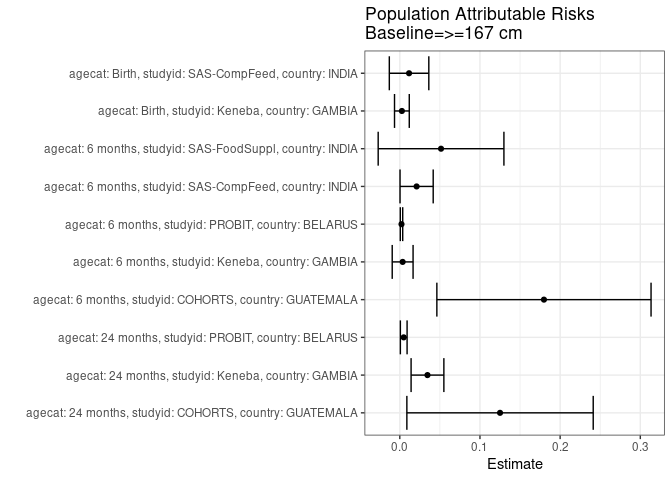 Population Attributable Risks
Baseline=>=167 cm
agecat: Birth, studyid: SAS-CompFeed, country: INDIA
agecat: Birth, studyid: Keneba, country: GAMBIA
agecat: 6 months, studyid: SAS-FoodSuppl, country: INDIA
agecat: 6 months, studyid: SAS-CompFeed, country: INDIA
agecat: 6 months, studyid: PROBIT, country: BELARUS
agecat: 6 months, studyid: Keneba, country: GAMBIA
agecat: 6 months, studyid: COHORTS, country: GUATEMALA
agecat: 24 months, studyid: PROBIT, country: BELARUS
agecat: 24 months, studyid: Keneba, country: GAMBIA
agecat: 24 months, studyid: COHORTS, country: GUATEMALA
0.0 0.1 0.2 0.3
Estimate